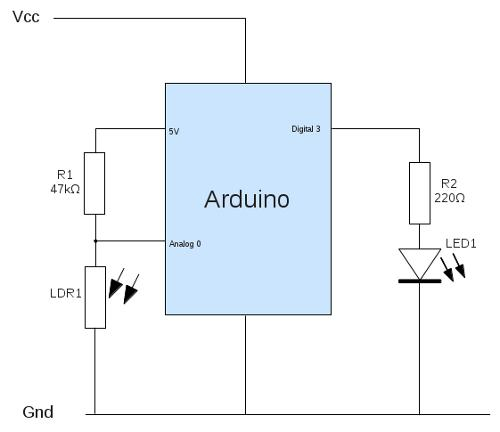 Vcc
5V
Digital 3
R1
47kΩ
R2
220Ω
Arduino
Analog 0
LED1
LDR1
Gnd